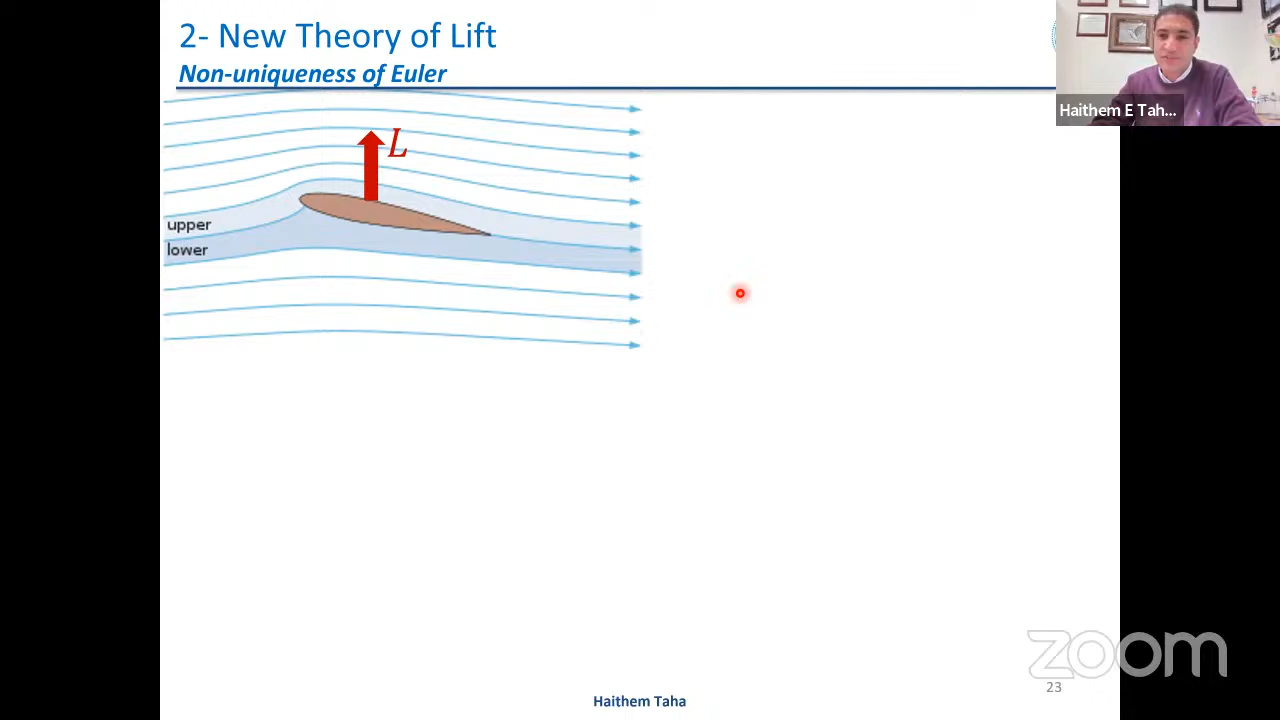 2- New Theory of Lift
Non-uniqueness of Euler
Haithem E Tah...
L
upper
lower
zoom
23
Haithem Taha